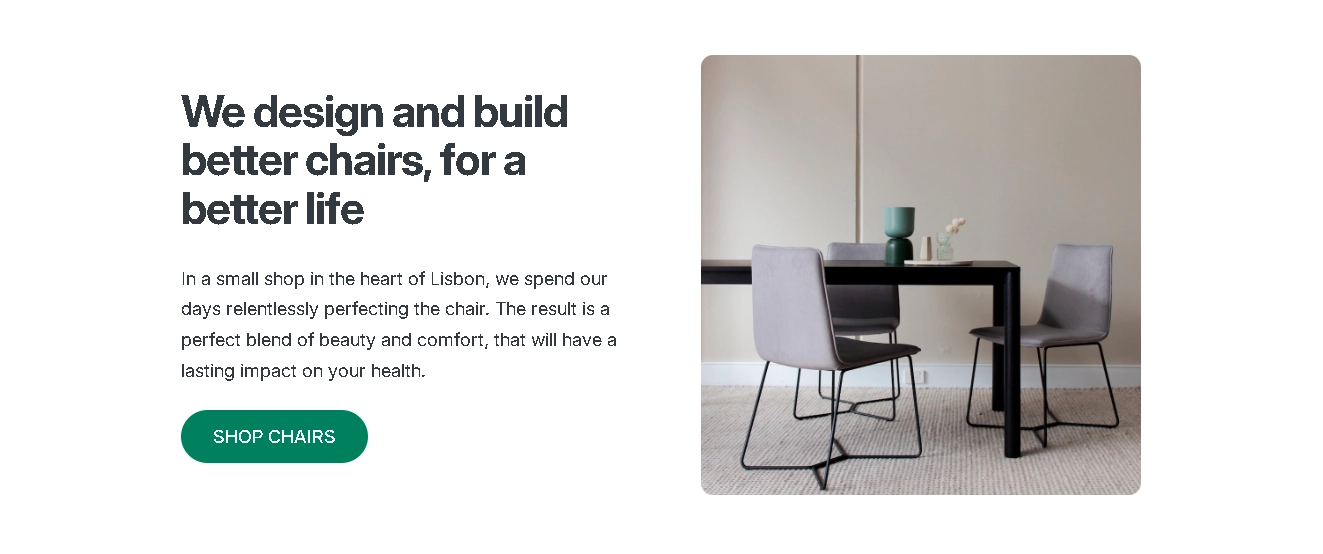 We design and build
better chairs, for a
better life
In a small shop in the heart of Lisbon, we spend our
days relentlessly perfecting the chair. The result is a
perfect blend of beauty and comfort, that will have a
lasting impact on your health.
SHOP CHAIRS